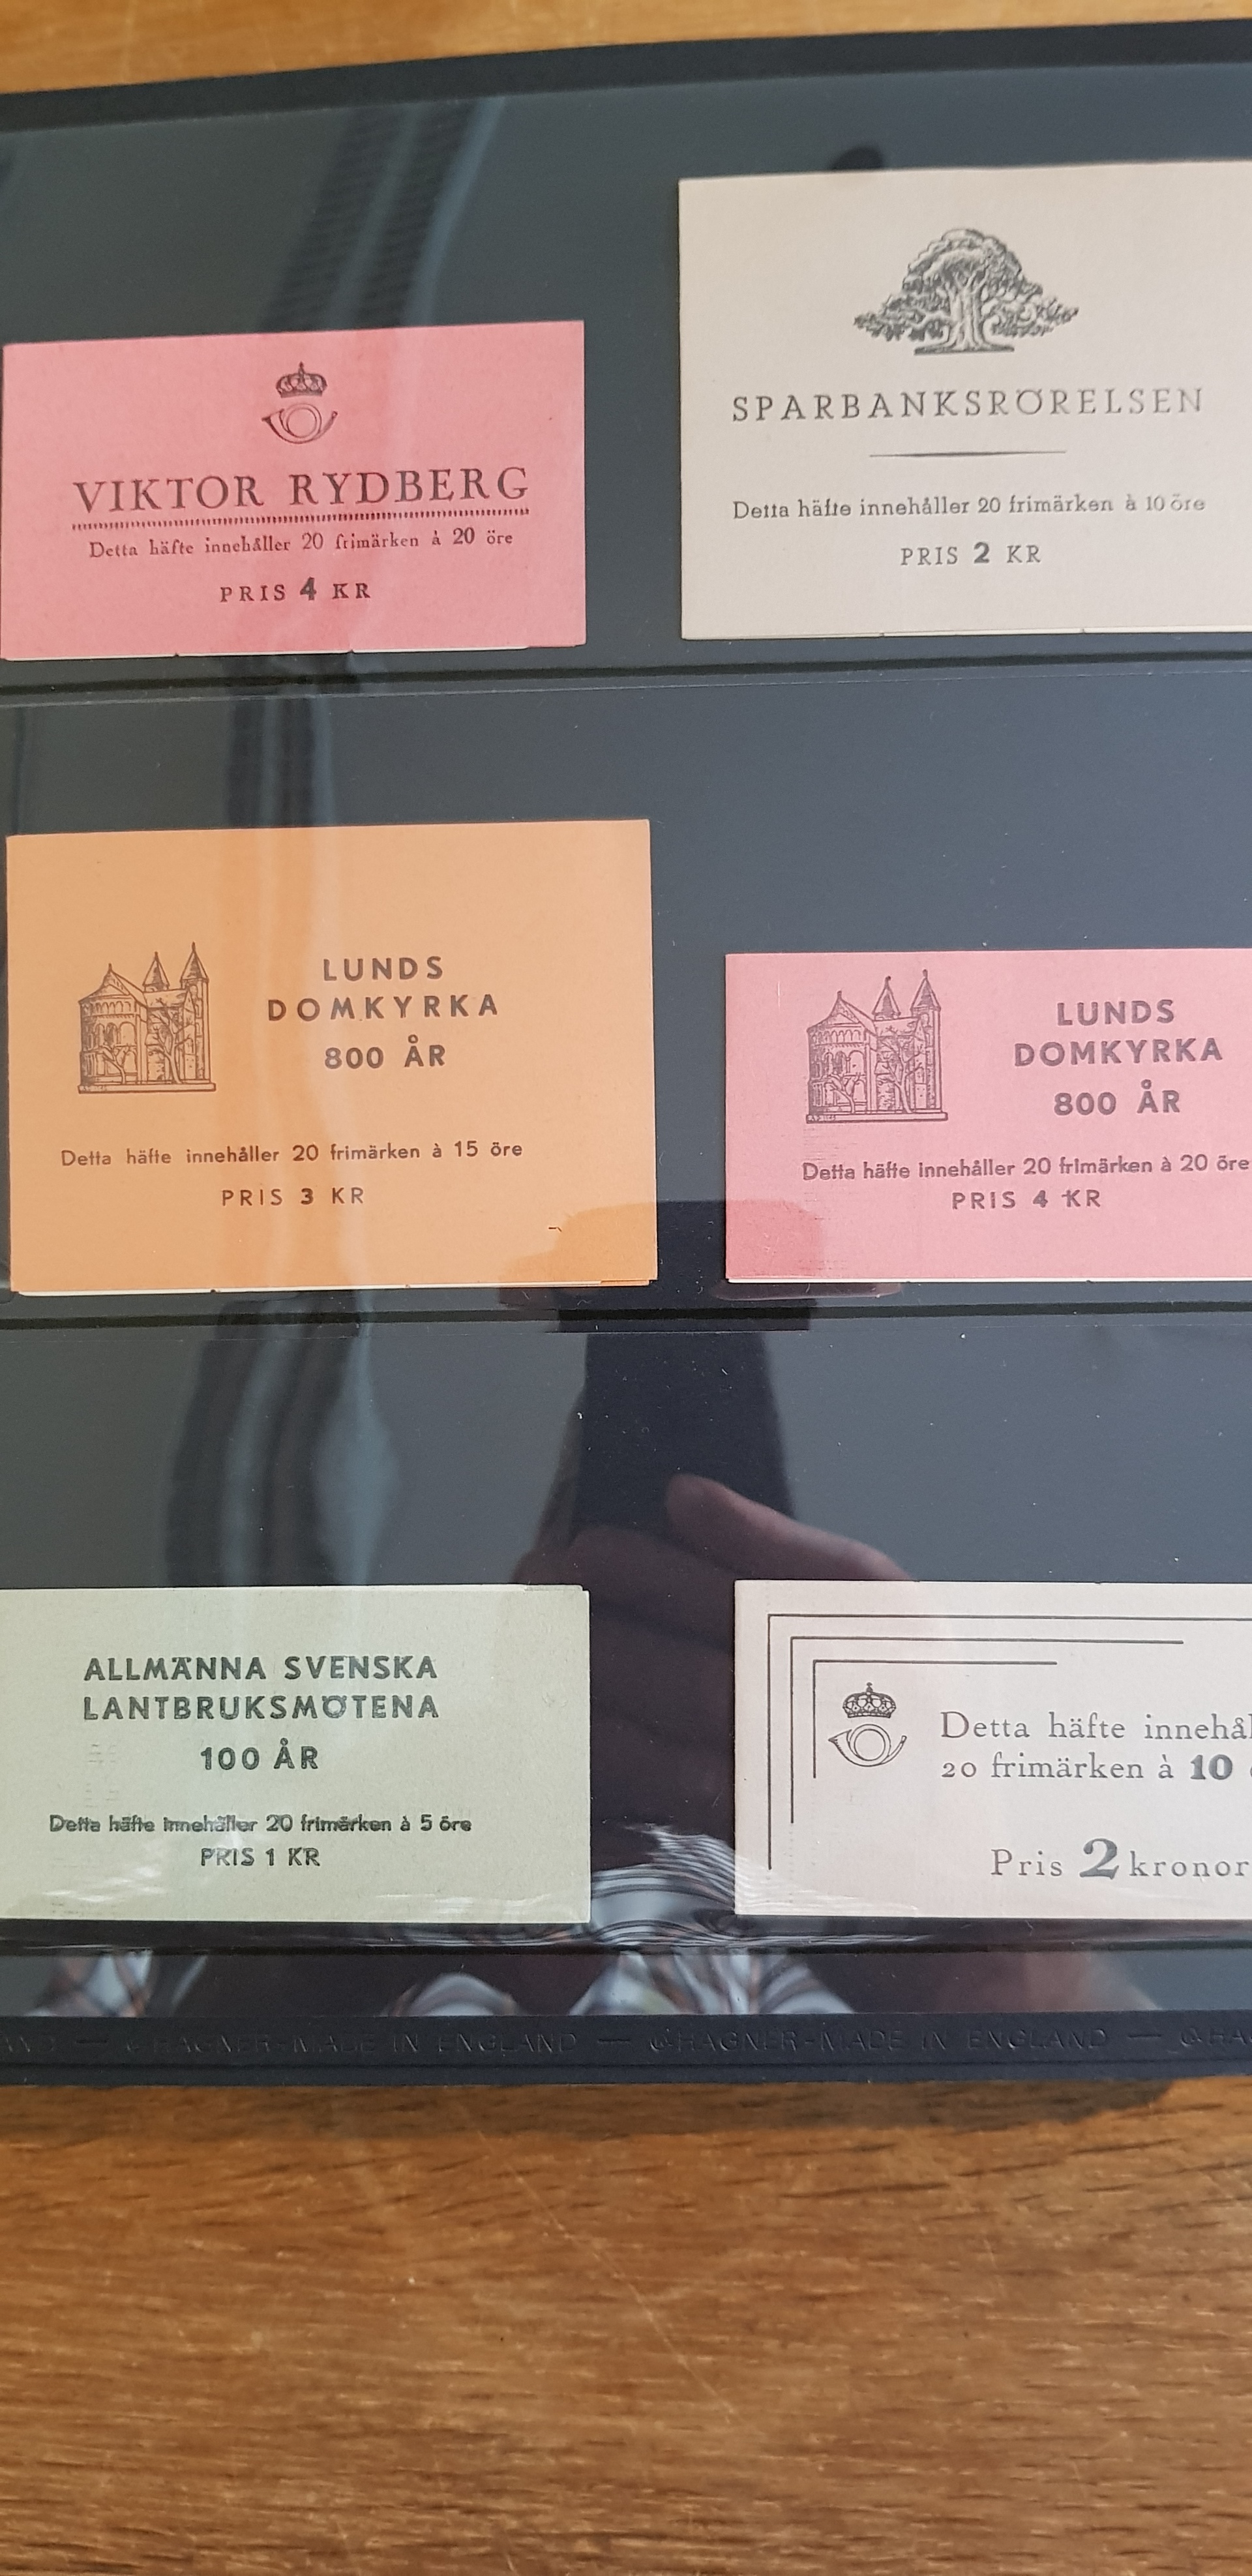 VIKTOR RYDBERG
Detta häfte innehåller 20 frimärken à 20 öre
PRIS 4 KR
SPARBANKSRÖRELSEN
Detta häfte innehåller 20 frimärken à 10 öre
PRIS 2 KR
LUNDS
DOMKYRKA
800 ÅR
Detta häfte innehåller 20 frimärken à 15 öre
PRIS 3 KR
LUNDS
DOMKYRKA
800 ÅR
Detta häfte innehåller 20 frimärken à 20 öre
PRIS 4 KR
ALLMÄNNA SVENSKA
LANTBRUKSMÖTENA
100 ÅR
Detta häfte innehåller 20 frimärken à 5 öre
PRIS 1 KR
Detta häfte innehål
20 frimärken à 10
Pris 2 kronor
HAGNER-MADE IN ENGLAND — HAGNER-MADE IN ENGLAND —